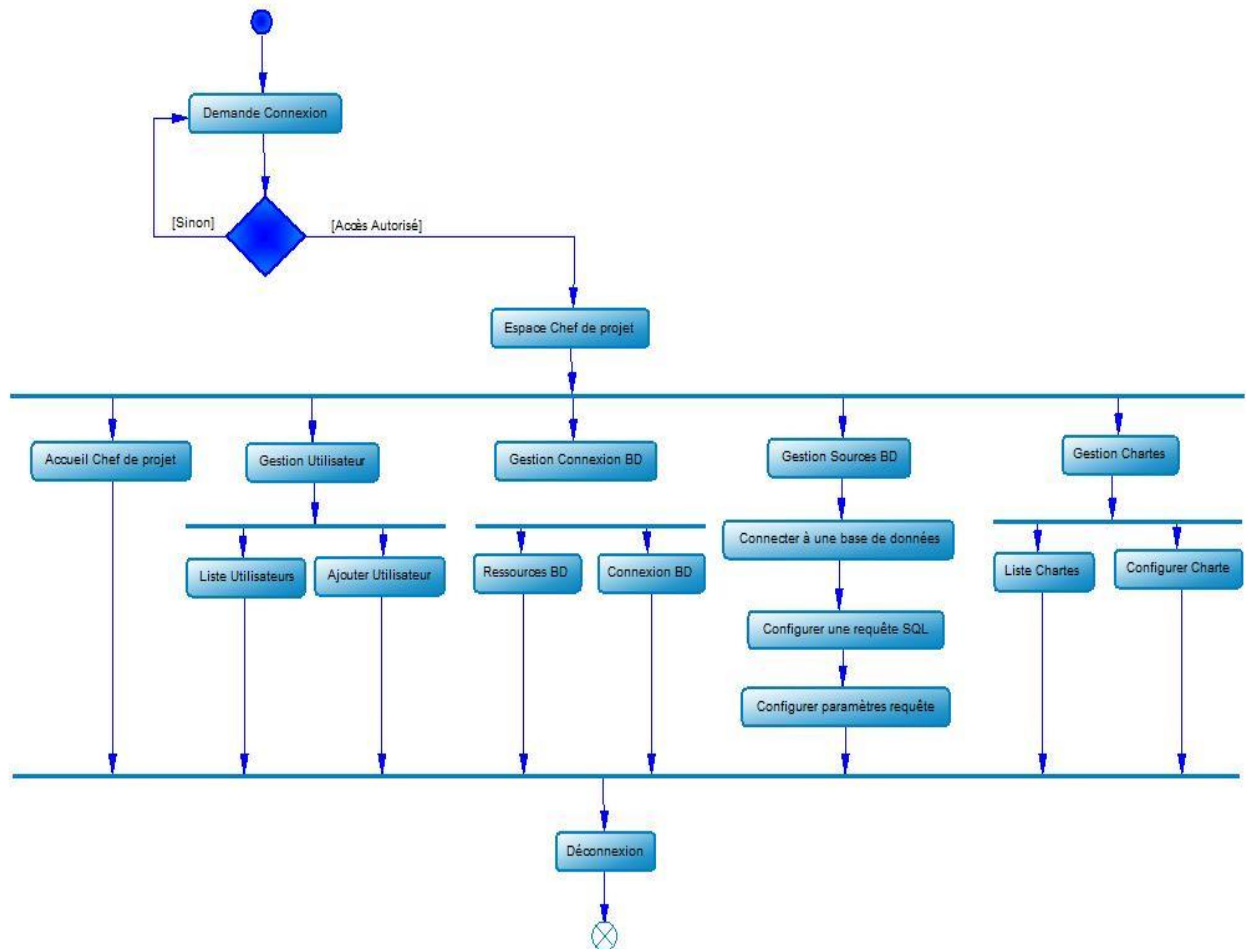 Demande Connexion
[Sinon]
[Accès Autorisé]
Espace Chef de projet
Accueil Chef de projet
Gestion Utilisateur
Gestion Connexion BD
Gestion Sources BD
Gestion Chartes
Liste Utilisateurs
Ajouter Utilisateur
Ressources BD
Connexion BD
Connecter à une base de données
Liste Chartes
Configurer Charte
Configurer une requête SQL
Configurer paramètres requête
Déconnexion